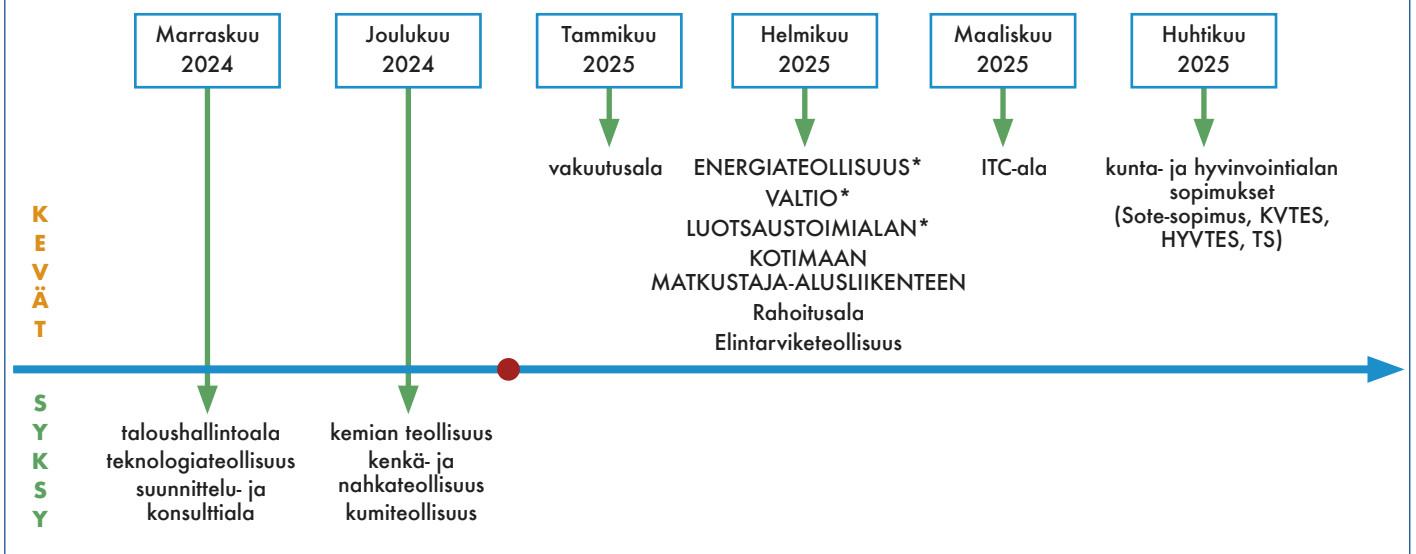 Marraskuu
2024
Joulukuu
2024
Tammikuu
2025
Helmikuu
2025
Maaliskuu
2025
Huhtikuu
2025
vakuutusala
ENERGIATEOLLISUUS*
VALTIO*
LUOTSAUSTOIMIALAN*
KOTIMAAN
MATKUSTAJA-ALUSLIIKENTEEN
Rahoitusala
Elintarviketeollisuus
ITC-ala
kunta- ja hyvinvointialan
sopimukset
(Sote-sopimus, KVTES,
HYVTES, TS)
K
E
V
Ä
T
S
Y
K
S
Y
taloushallintoala
teknologiateollisuus
suunnittelu- ja
konsulttiala
kemian teollisuus
kenkä- ja
nahkateollisuus
kumiteollisuus